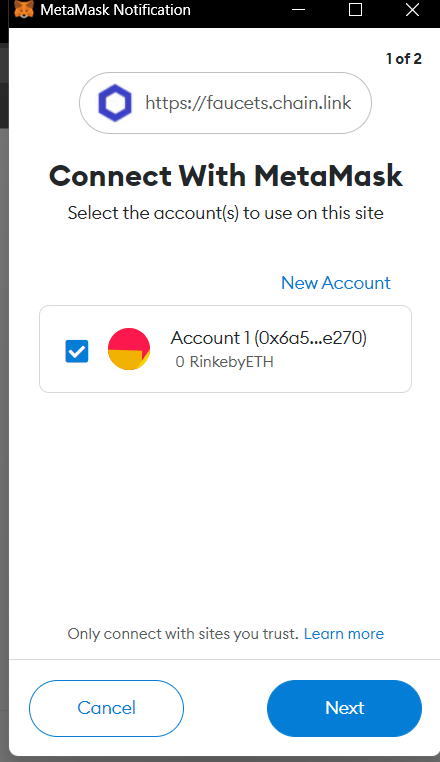 MetaMask Notification
1 of 2
https://faucets.chain.link
Connect With MetaMask
Select the account(s) to use on this site
New Account
Account 1 (0x6a5...e270)
0 RinkebyETH
Only connect with sites you trust. Learn more
Cancel
Next